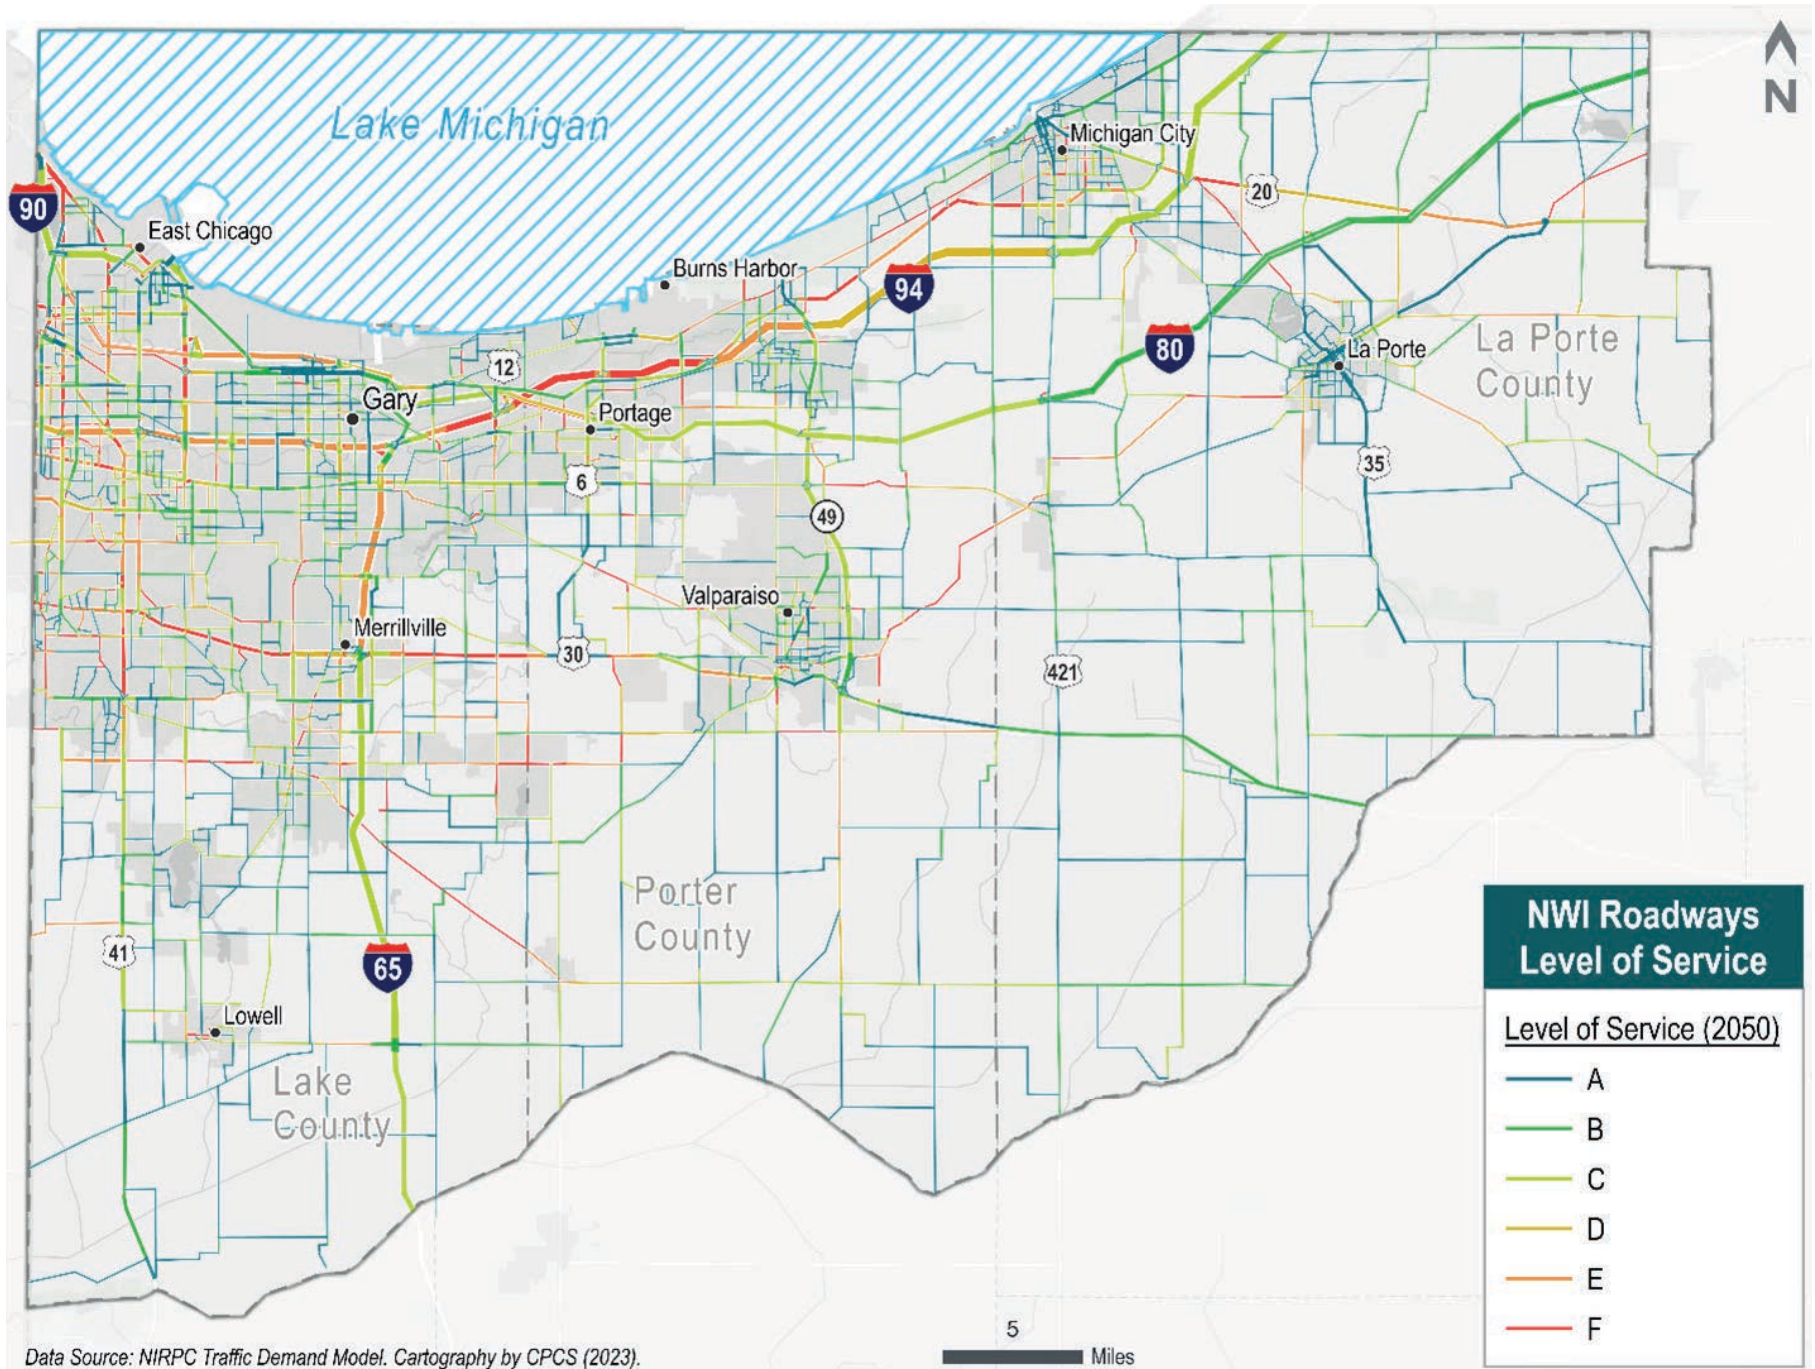 Lake Michigan
N
Michigan City
90
20
East Chicago
Burns Harbor
94
80
La Porte
La Porte
County
12
Gary
Portage
35
6
49
Valparaiso
Merrillville
30
421
Porter
County
41
65
Lowell
Lake
County
NWI Roadways
Level of Service
Level of Service (2050)
A
B
C
D
E
F
5
Miles
Data Source: NIRPC Traffic Demand Model. Cartography by CPCS (2023).